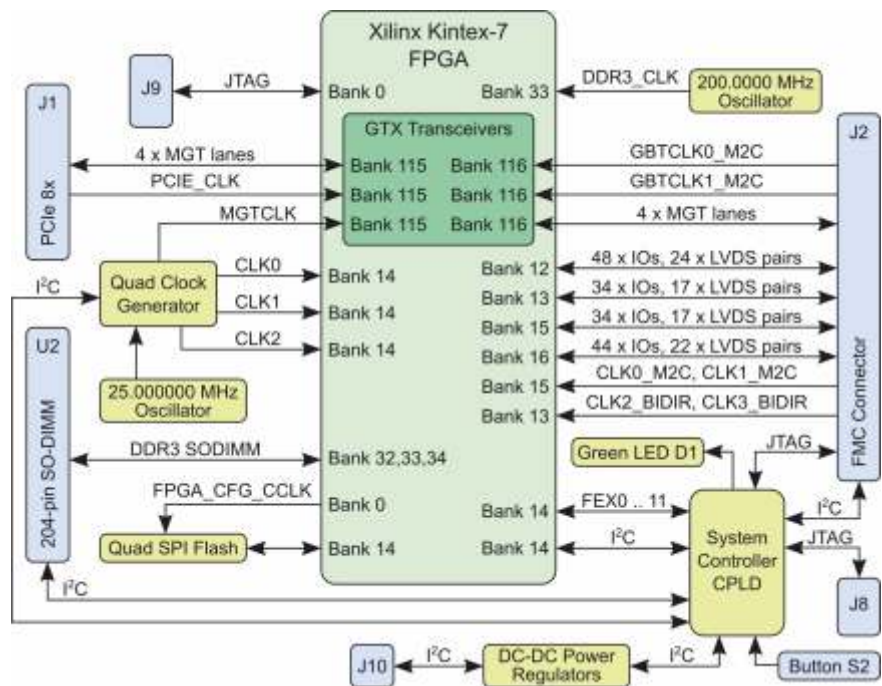 Xilinx Kintex-7
FPGA
J9
JTAG
Bank 0
Bank 33
DDR3_CLK
200.0000 MHz
Oscillator
J1
PCIe 8x
J2
FMC Connector
GTX Transceivers
4 x MGT lanes
Bank 115
Bank 116
GBTCLK0_M2C
PCIE_CLK
Bank 115
Bank 116
GBTCLK1_M2C
MGTCLK
Bank 115
Bank 116
4 x MGT lanes
I²C
Quad Clock
Generator
CLK0
Bank 14
CLK1
Bank 14
CLK2
Bank 14
Bank 12
48 x IOs, 24 x LVDS pairs
Bank 13
34 x IOs, 17 x LVDS pairs
Bank 15
34 x IOs, 17 x LVDS pairs
Bank 16
44 x IOs, 22 x LVDS pairs
Bank 15
CLK0_M2C, CLK1_M2C
Bank 13
CLK2_BIDIR, CLK3_BIDIR
U2
204-pin SO-DIMM
25.000000 MHz
Oscillator
DDR3 SODIMM
Bank 32,33,34
Green LED D1
JTAG
FPGA_CFG_CCLK
Bank 0
Quad SPI Flash
Bank 14
Bank 14
FEX0 .. 11
Bank 14
I²C
System
Controller
CPLD
I²C
JTAG
J8
I²C
J10
I²C
DC-DC Power
Regulators
I²C
Button S2